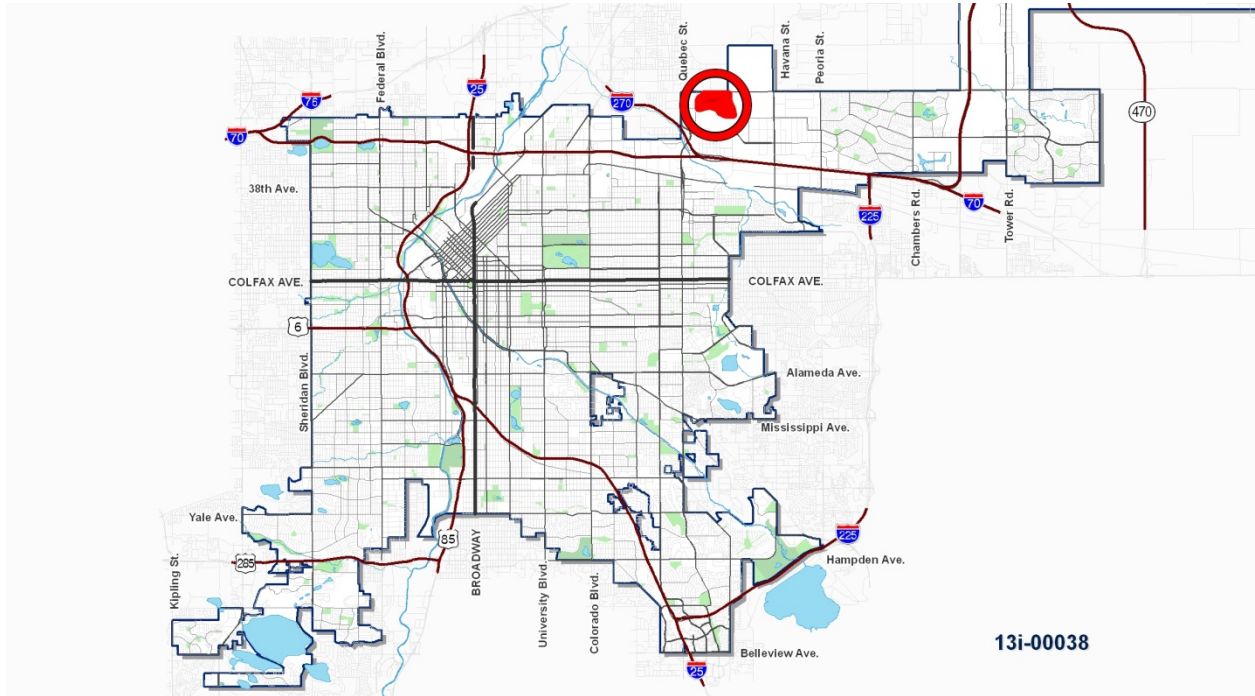 Federal Blvd.
Quebec St.
Havana St.
Peoria St.
25
76
270
470
70
38th Ave.
225
Chambers Rd.
70
Tower Rd.
COLFAX AVE.
COLFAX AVE.
6
Sheridan Blvd.
Alameda Ave.
Mississippi Ave.
Yale Ave.
85
225
285
Hampden Ave.
Kipling St.
BROADWAY
University Blvd.
Colorado Blvd.
Belleview Ave.
25
13i-00038